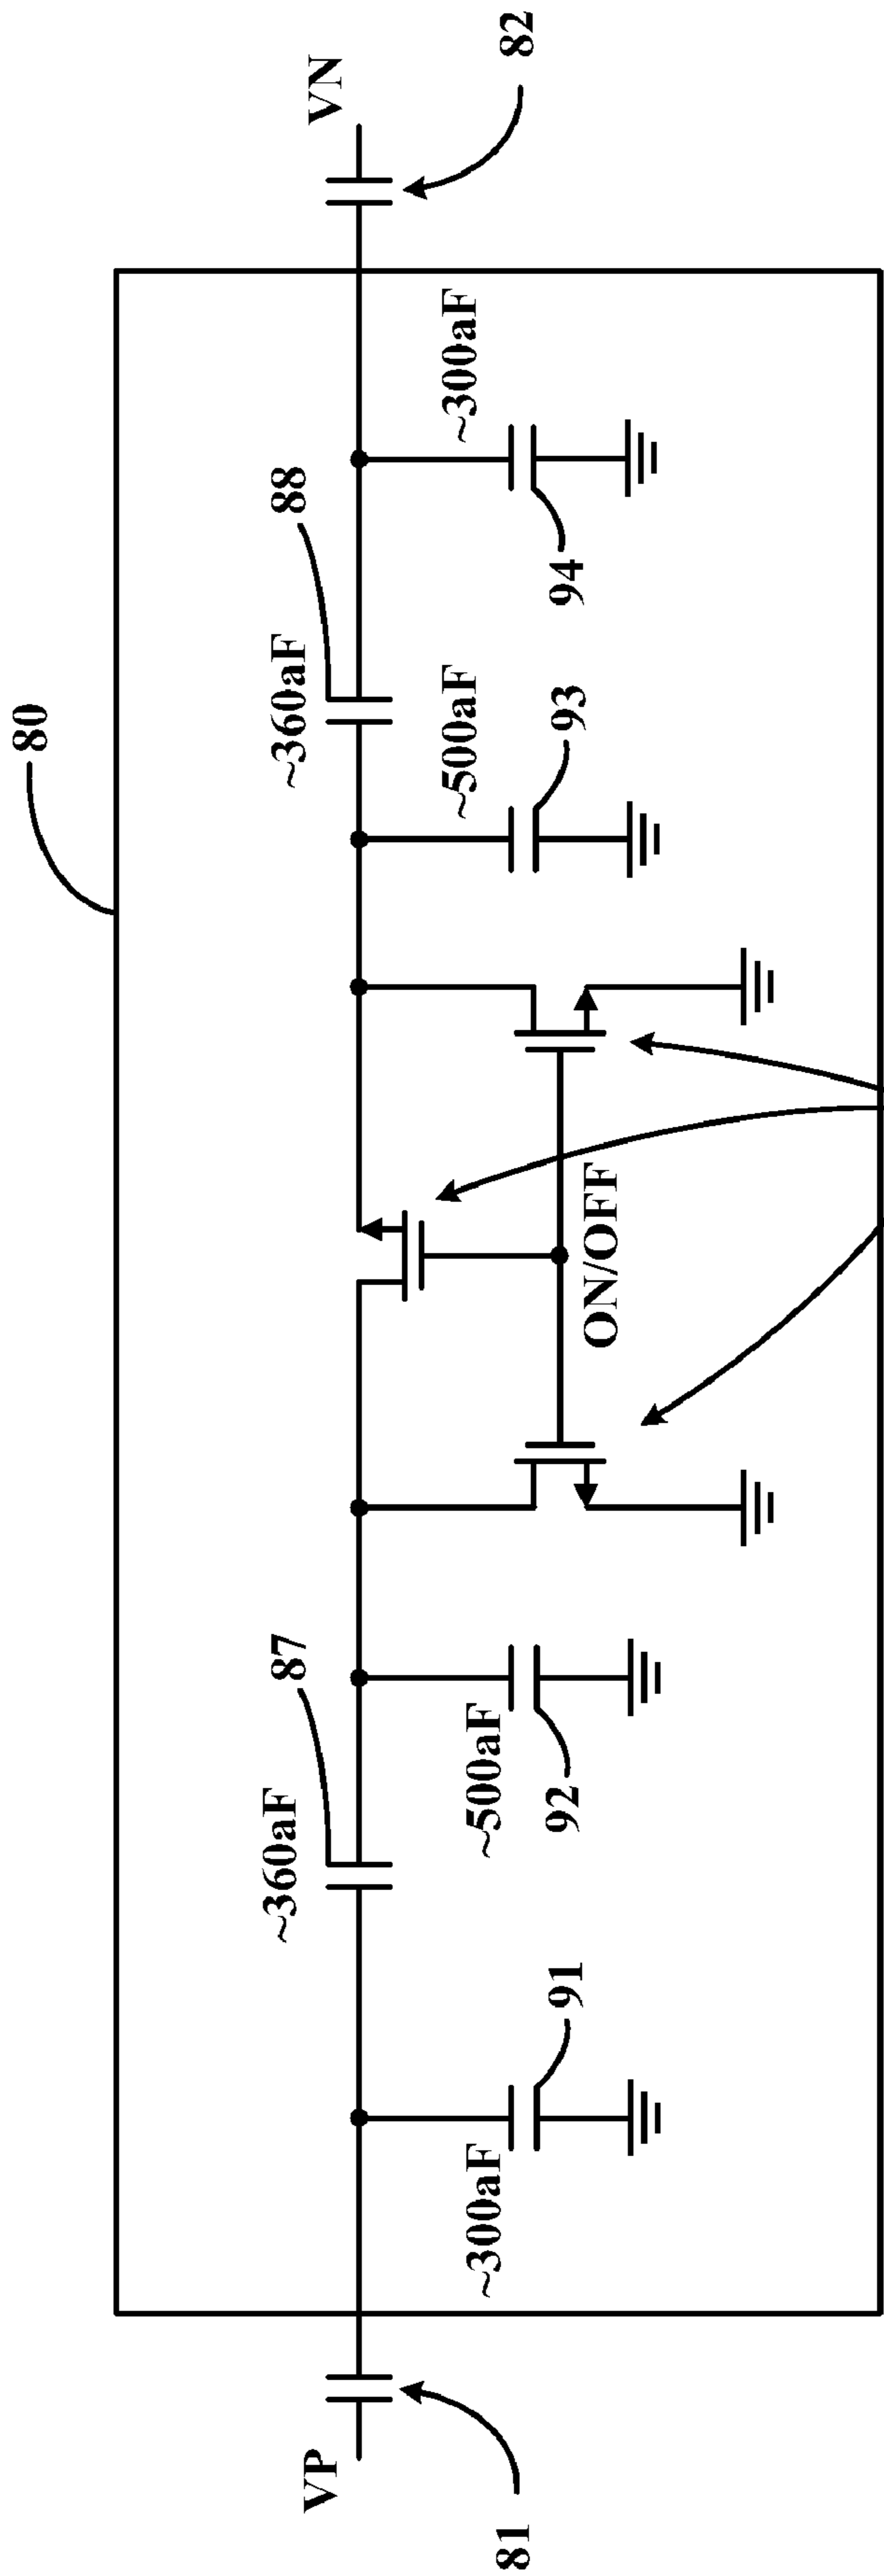 80
VP
81
~300aF
91
~360aF
87
~500aF
92
ON/OFF
~500aF
93
~360aF
88
~300aF
94
VN
82